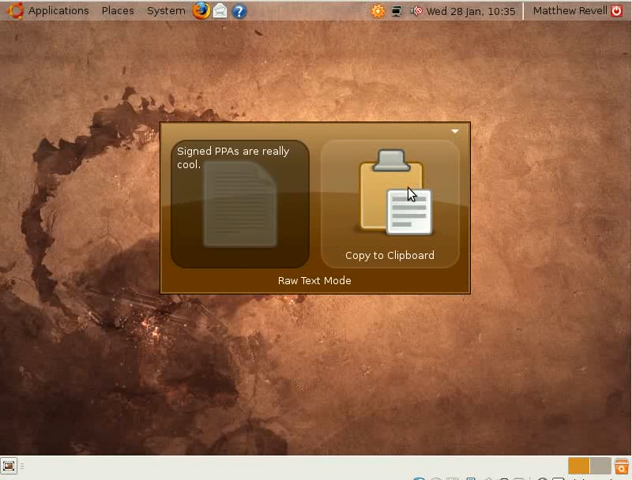 Applications Places System Wed 28 Jan, 10:35 Matthew Revell
Signed PPAs are really
cool.
Copy to Clipboard
Raw Text Mode